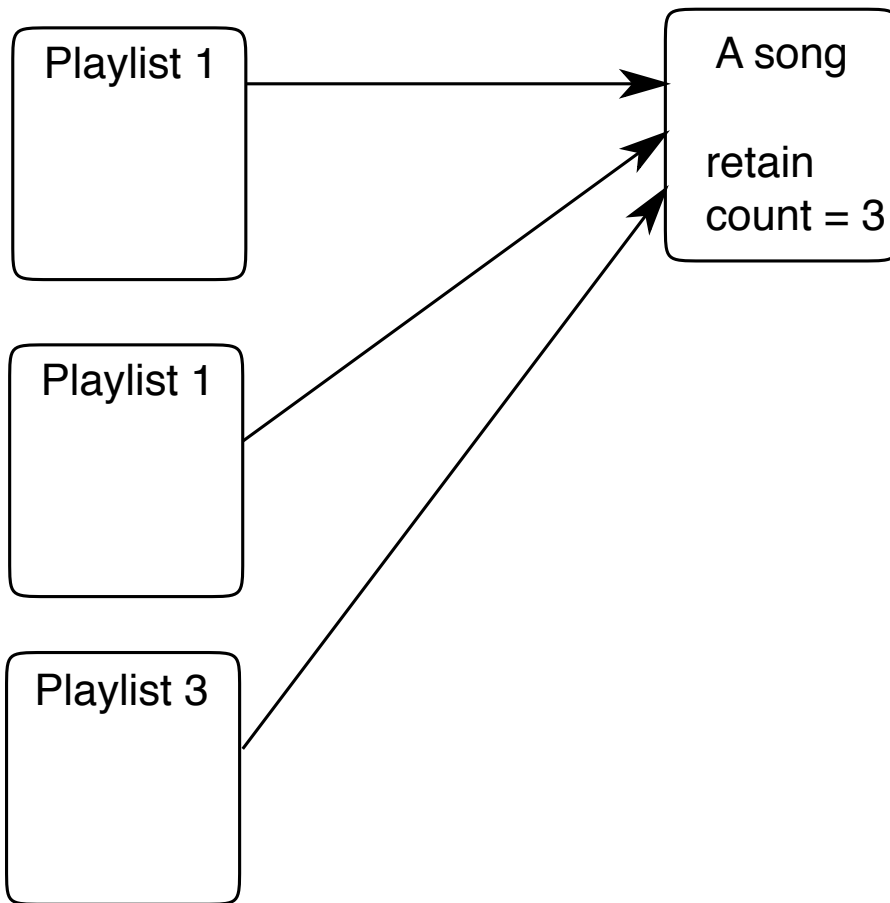 Playlist 1
A song
retain
count = 3
Playlist 1
Playlist 3